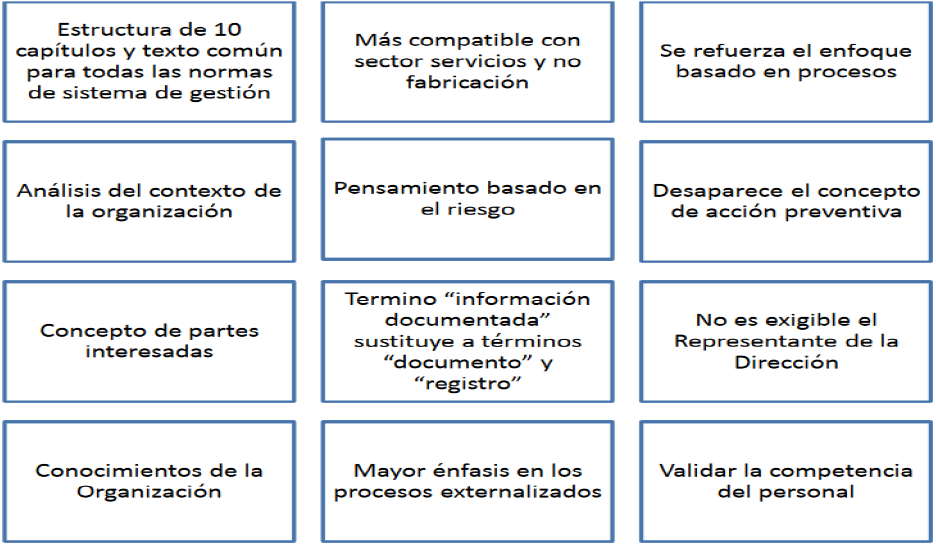 Estructura de 10
capítulos y texto común
para todas las normas
de sistema de gestión
Más compatible con
sector servicios y no
fabricación
Se refuerza el enfoque
basado en procesos
Análisis del contexto de
la organización
Pensamiento basado en
el riesgo
Desaparece el concepto
de acción preventiva
Concepto de partes
interesadas
Termino “información
documentada”
sustituye a términos
“documento” y
“registro”
No es exigible el
Representante de la
Dirección
Conocimientos de la
Organización
Mayor énfasis en los
procesos externalizados
Validar la competencia
del personal